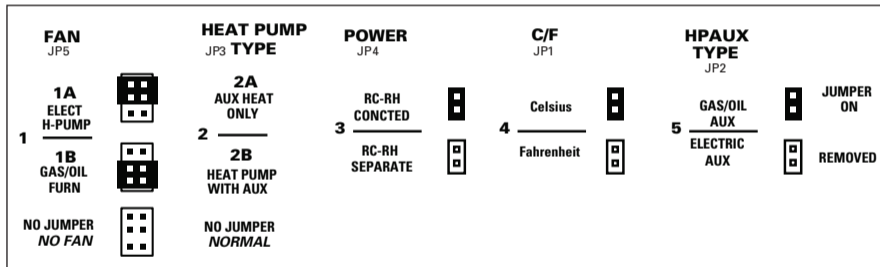 FAN
JP5
1
1A
ELECT
H-PUMP
1B
GAS/OIL
FURN
NO JUMPER
NO FAN
HEAT PUMP
JP3 TYPE
2A
AUX HEAT
ONLY
2
2B
HEAT PUMP
WITH AUX
NO JUMPER
NORMAL
POWER
JP4
RC-RH
CONCTED
3
RC-RH
SEPARATE
C/F
JP1
Celsius
4
Fahrenheit
HPAUX
TYPE
JP2
GAS/OIL
AUX
5
ELECTRIC
AUX
JUMPER
ON
REMOVED